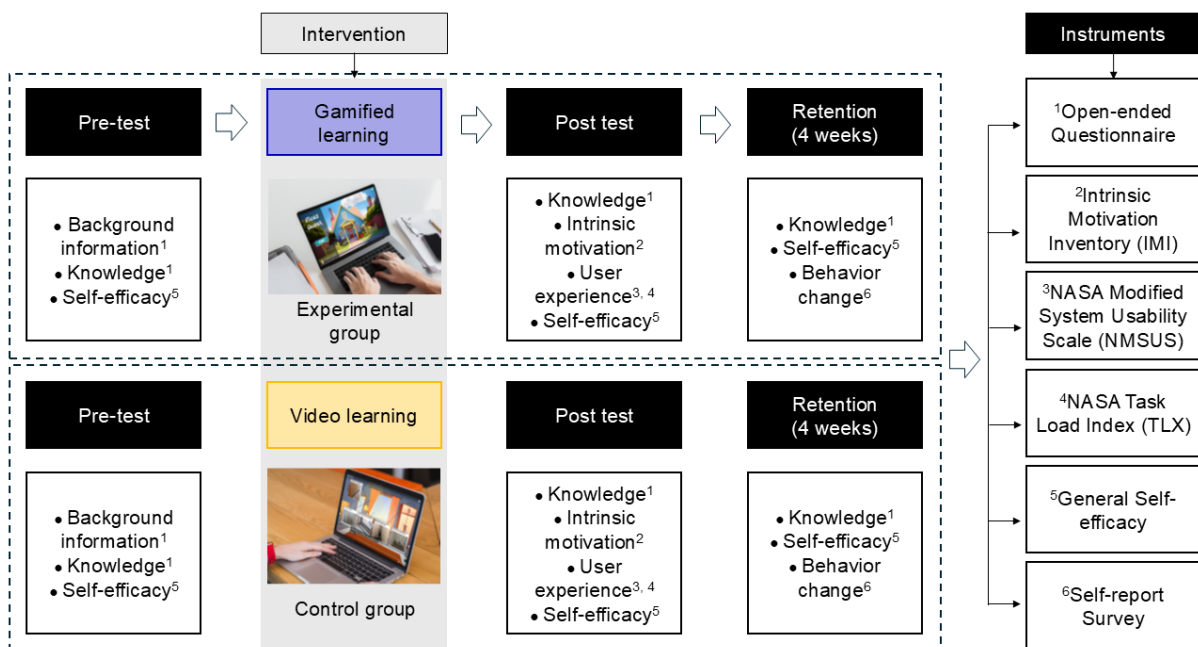 Intervention
Instruments
Pre-test
Gamified
learning
Post test
Retention
(4 weeks)
● Background
information¹
● Knowledge¹
● Self-efficacy⁵
Experimental
group
● Knowledge¹
● Intrinsic
motivation²
● User
experience³, ⁴
● Self-efficacy⁵
● Knowledge¹
● Self-efficacy⁵
● Behavior
change⁶
Pre-test
Video learning
Post test
Retention
(4 weeks)
● Background
information¹
● Knowledge¹
● Self-efficacy⁵
Control group
● Knowledge¹
● Intrinsic
motivation²
● User
experience³, ⁴
● Self-efficacy⁵
● Knowledge¹
● Self-efficacy⁵
● Behavior
change⁶
¹Open-ended
Questionnaire
²Intrinsic
Motivation
Inventory (IMI)
³NASA Modified
System Usability
Scale (NMSUS)
⁴NASA Task
Load Index (TLX)
⁵General Self-
efficacy
⁶Self-report
Survey